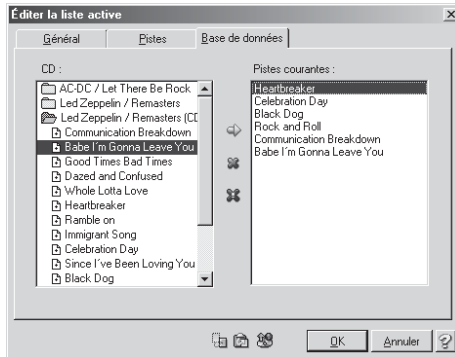 Éditer la liste active
Général
Pistes
Base de données
CD :
AC-DC / Let There Be Rock
Led Zeppelin / Remasters
Led Zeppelin / Remasters (CD
Communication Breakdown
Babe I'm Gonna Leave You
Good Times Bad Times
Dazed and Confused
Whole Lotta Love
Heartbreaker
Ramble on
Immigrant Song
Celebration Day
Since I've Been Loving You
Black Dog
Pistes courantes :
Heartbreaker
Celebration Day
Black Dog
Rock and Roll
Communication Breakdown
Babe I'm Gonna Leave You
OK
Annuler